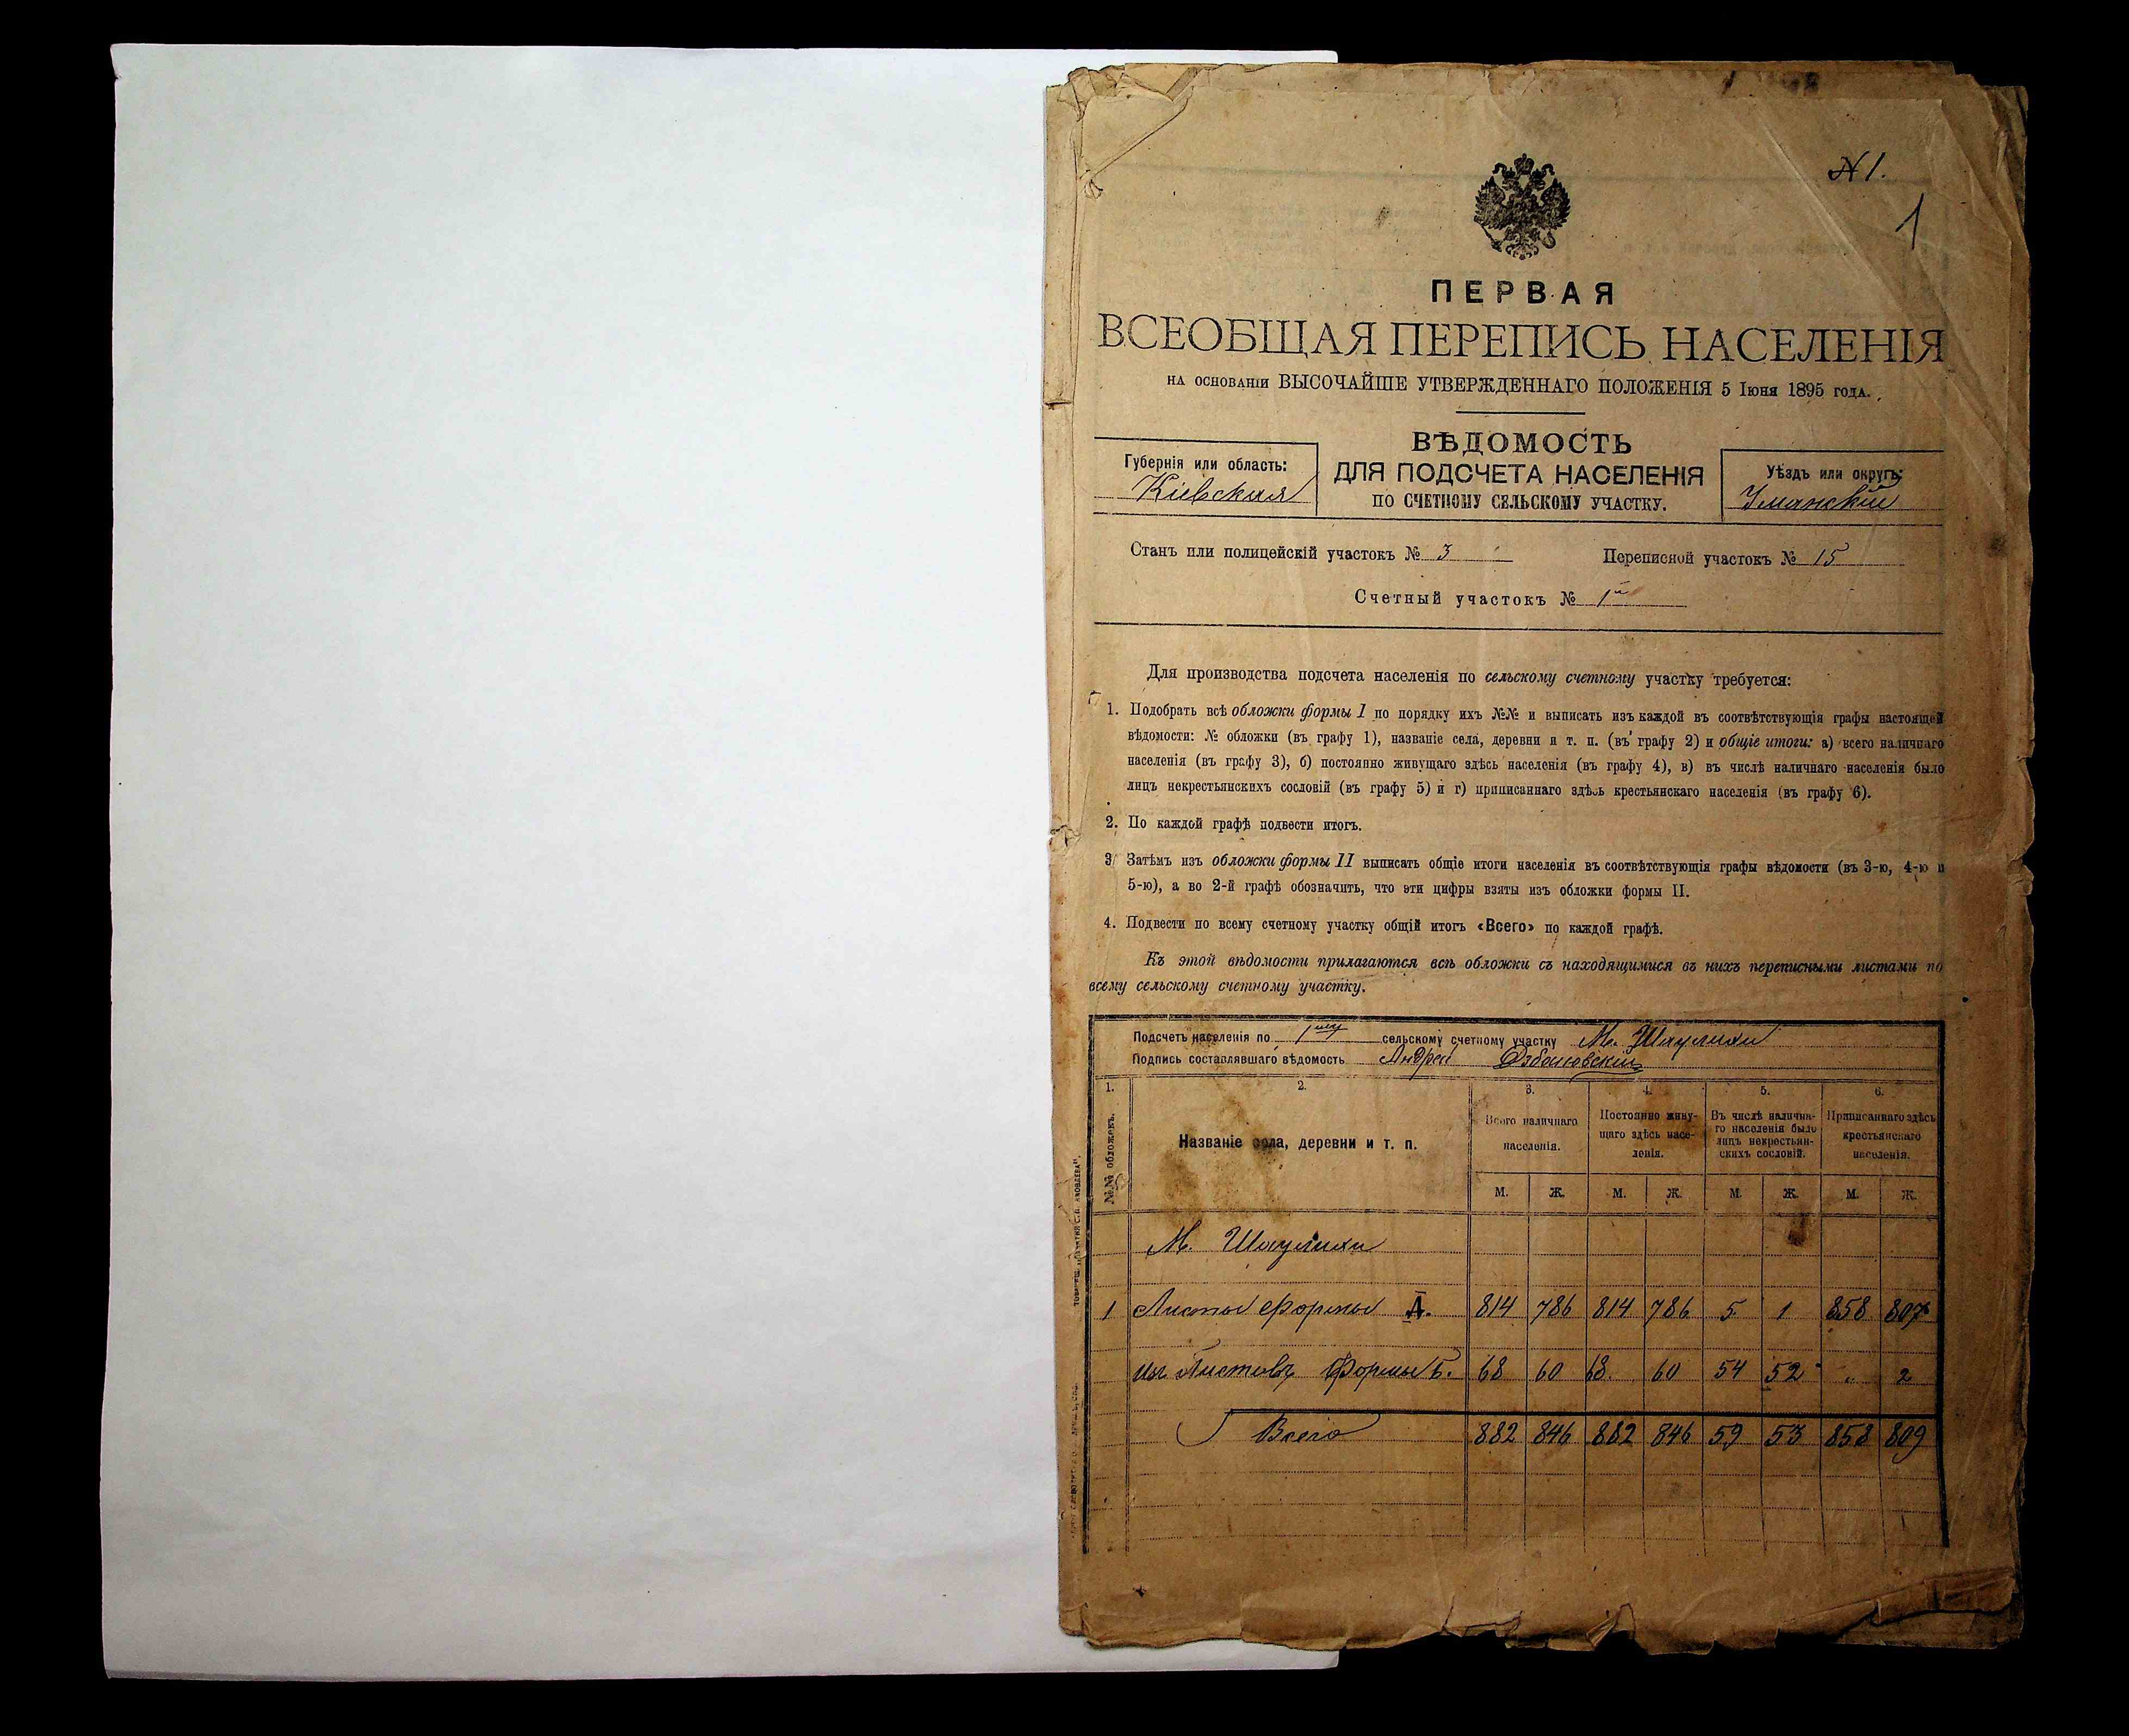 № 1.
1
ПЕРВАЯ
ВСЕОБЩАЯ ПЕРЕПИСЬ НАСЕЛЕНІЯ
НА ОСНОВАНІИ ВЫСОЧАЙШЕ УТВЕРЖДЕННАГО ПОЛОЖЕНІЯ 5 Іюня 1895 ГОДА.
ВѢДОМОСТЬ
ДЛЯ ПОДСЧЕТА НАСЕЛЕНІЯ
ПО СЧЕТНОМУ СЕЛЬСКОМУ УЧАСТКУ.
Губернія или область:
Кіевская
Уѣздъ или округъ:
Уманскій
Станъ или полицейскій участокъ № 3 Переписной участокъ № 15
Счетный участокъ № 1й
Для производства подсчета населенія по сельскому счетному участку требуется:
1. Подобрать всѣ обложки формы I по порядку ихъ №№ и выписать изъ каждой въ соотвѣтствующія графы настоящей
вѣдомости: № обложки (въ графу 1), названіе села, деревни и т. п. (въ графу 2) и общіе итоги: а) всего наличнаго
населенія (въ графу 3), б) постоянно живущаго здѣсь населенія (въ графу 4), в) въ числѣ наличнаго населенія было
лицъ некрестьянскихъ сословій (въ графу 5) и г) приписаннаго здѣсь крестьянскаго населенія (въ графу 6).
2. По каждой графѣ подвести итогъ.
3 Затѣмъ изъ обложки формы II выписать общіе итоги населенія въ соотвѣтствующія графы вѣдомости (въ 3-ю, 4-ю и
5-ю), а во 2-й графѣ обозначить, что эти цифры взяты изъ обложки формы II.
4. Подвести по всему счетному участку общій итогъ «Всего» по каждой графѣ.
Къ этой вѣдомости прилагаются всѣ обложки съ находящимися въ нихъ переписными листами по
всему сельскому счетному участку.
Подсчетъ населенія по 1му сельскому счетному участку М. Шаулихи
Подпись составлявшаго вѣдомость Андрей
1. 2. 3. 4. 5. 6.
№№ обложекъ.
Названіе села, деревни и т. п.
Всего наличнаго населенія.
Постоянно живущаго здѣсь населенія.
Въ числѣ наличнаго населенія было лицъ некрестьянскихъ сословій.
Приписаннаго здѣсь крестьянскаго населенія.
М. Ж. М. Ж. М. Ж. М. Ж.
М. Шаулихи
1 Листы формы А. 814 786 814 786 5 1 858 807
Листовъ Формы Б. 68 60 68 60 54 52 „ 2
Всего 882 846 882 846 59 53 858 809